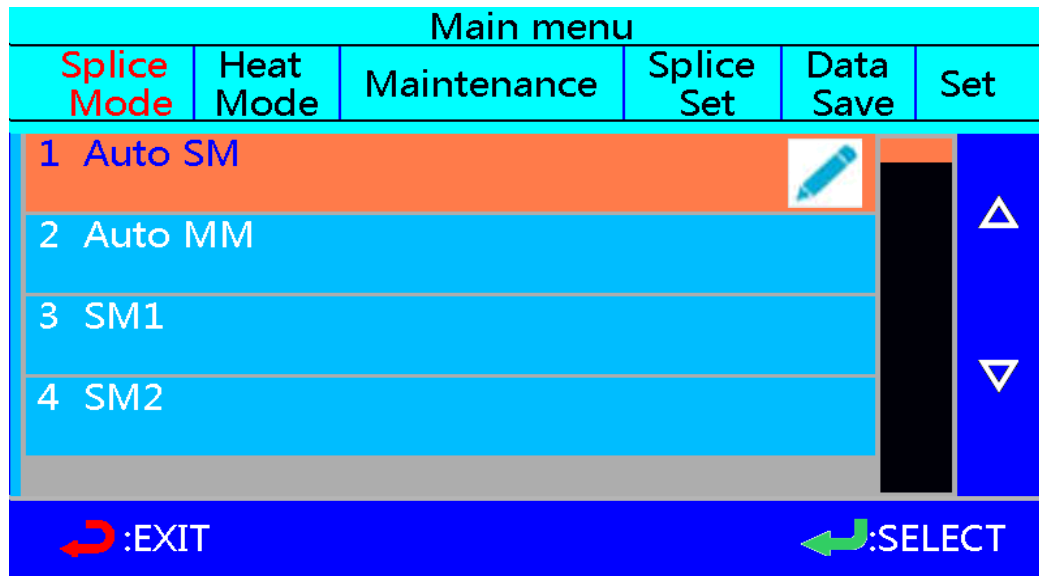 Main menu
Splice Mode
Heat Mode
Maintenance
Splice Set
Data Save
Set
1 Auto SM
2 Auto MM
3 SM1
4 SM2
:EXIT
:SELECT